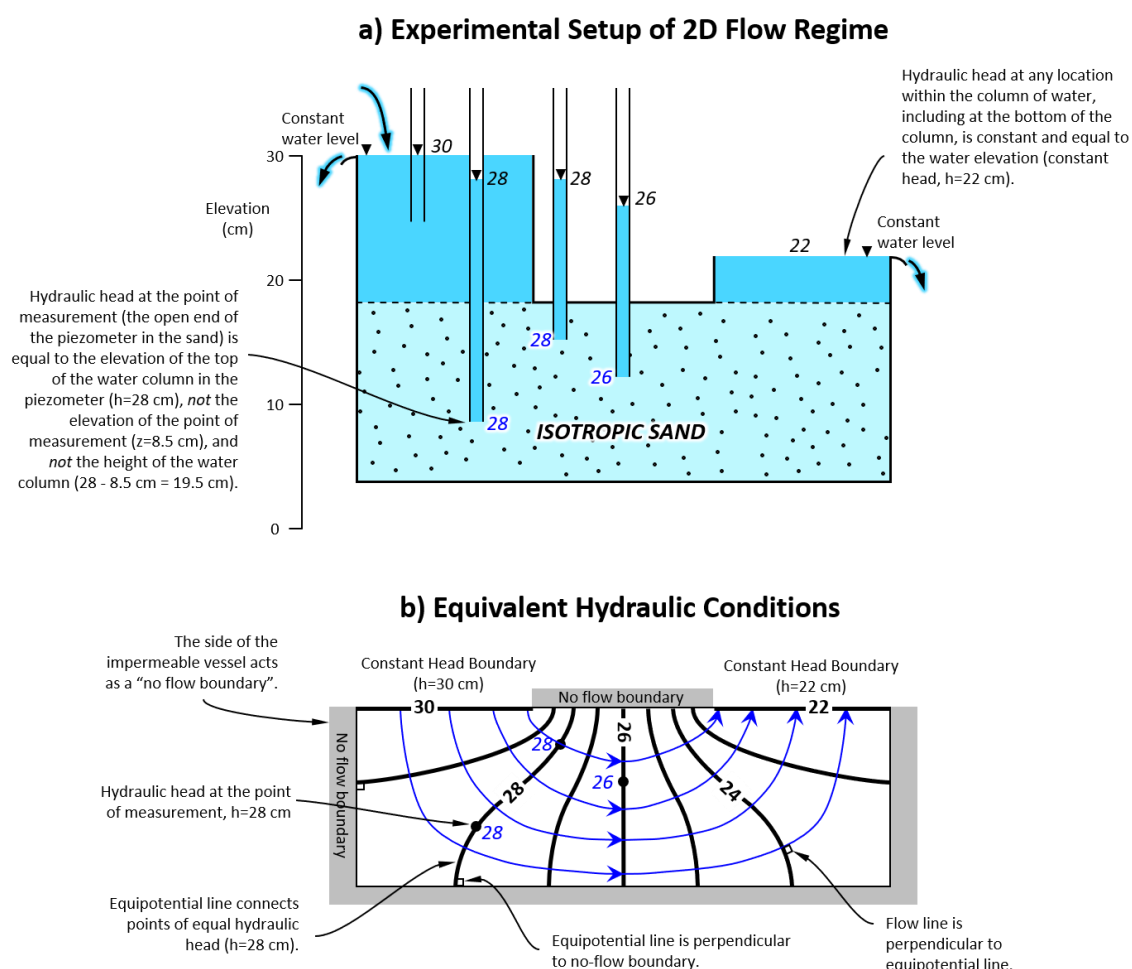 a) Experimental Setup of 2D Flow Regime
Hydraulic head at any location
within the column of water,
including at the bottom of the
column, is constant and equal to
the water elevation (constant
head, h=22 cm).
Constant
water level
30
30
28
28
26
Elevation
(cm)
22
Constant
water level
20
Hydraulic head at the point of
measurement (the open end of
the piezometer in the sand) is
equal to the elevation of the top
of the water column in the
piezometer (h=28 cm), not the
elevation of the point of
measurement (z=8.5 cm), and
not the height of the water
column (28 - 8.5 cm = 19.5 cm).
28
26
10
28
ISOTROPIC SAND
0
b) Equivalent Hydraulic Conditions
The side of the
impermeable vessel acts
as a “no flow boundary”.
Constant Head Boundary
(h=30 cm)
Constant Head Boundary
(h=22 cm)
No flow boundary
30
22
26
No flow boundary
28
26
28
24
28
Hydraulic head at the point
of measurement, h=28 cm
Equipotential line connects
points of equal hydraulic
head (h=28 cm).
Equipotential line is perpendicular
to no-flow boundary.
Flow line is
perpendicular to
equipotential line.